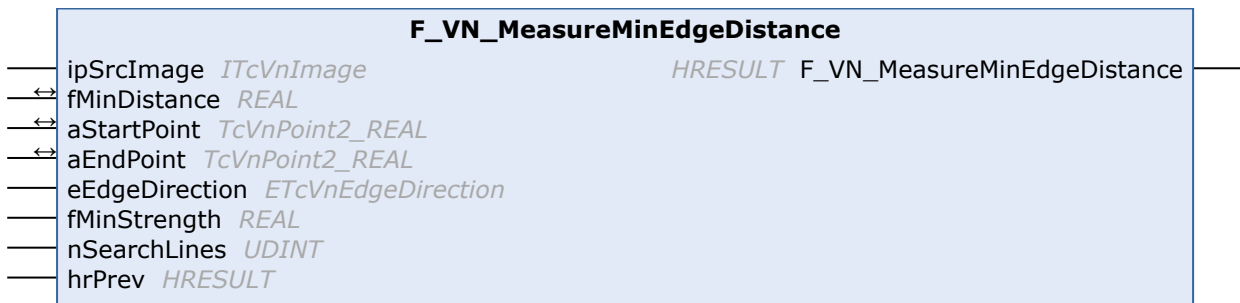 F_VN_MeasureMinEdgeDistance
ipSrcImage ITcVnImage HRESULT F_VN_MeasureMinEdgeDistance
↔ fMinDistance REAL
↔ aStartPoint TcVnPoint2_REAL
↔ aEndPoint TcVnPoint2_REAL
eEdgeDirection ETcVnEdgeDirection
fMinStrength REAL
nSearchLines UDINT
hrPrev HRESULT